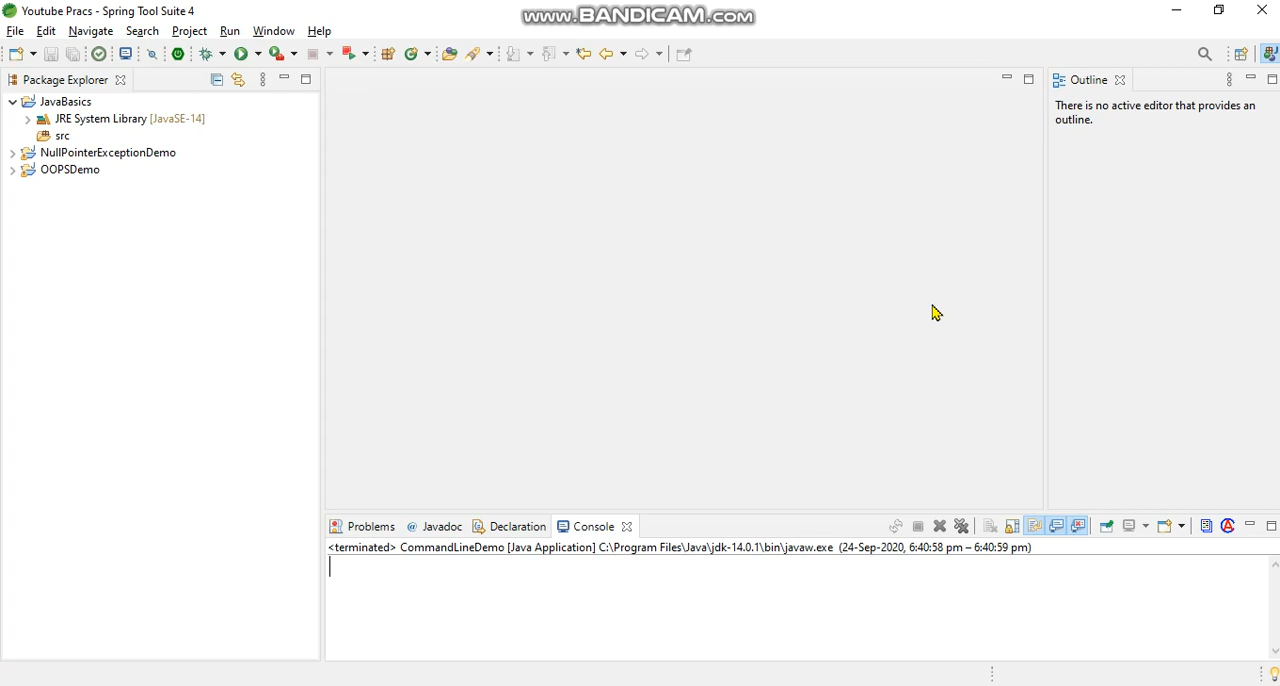 Youtube Pracs - Spring Tool Suite 4
www.BANDICAM.com
File Edit Navigate Search Project Run Window Help
Package Explorer
JavaBasics
JRE System Library [JavaSE-14]
src
NullPointerExceptionDemo
OOPSDemo
Outline
There is no active editor that provides an
outline.
Problems @ Javadoc Declaration Console
<terminated> CommandLineDemo [Java Application] C:\Program Files\Java\jdk-14.0.1\bin\javaw.exe (24-Sep-2020, 6:40:58 pm – 6:40:59 pm)